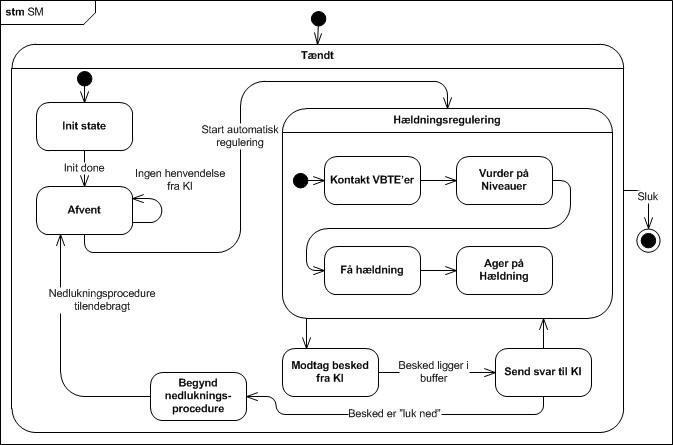 stm SM
Tændt
Init state
Init done
Afvent
Ingen henvendelse
fra KI
Start automatisk
regulering
Hældningsregulering
Kontakt VBTE'er
Vurder på
Niveauer
Få hældning
Ager på
Hældning
Sluk
Nedlukningsprocedure
tilendebragt
Modtag besked
fra KI
Besked ligger i
buffer
Send svar til KI
Begynd
nedluknings-
procedure
Besked er "luk ned"